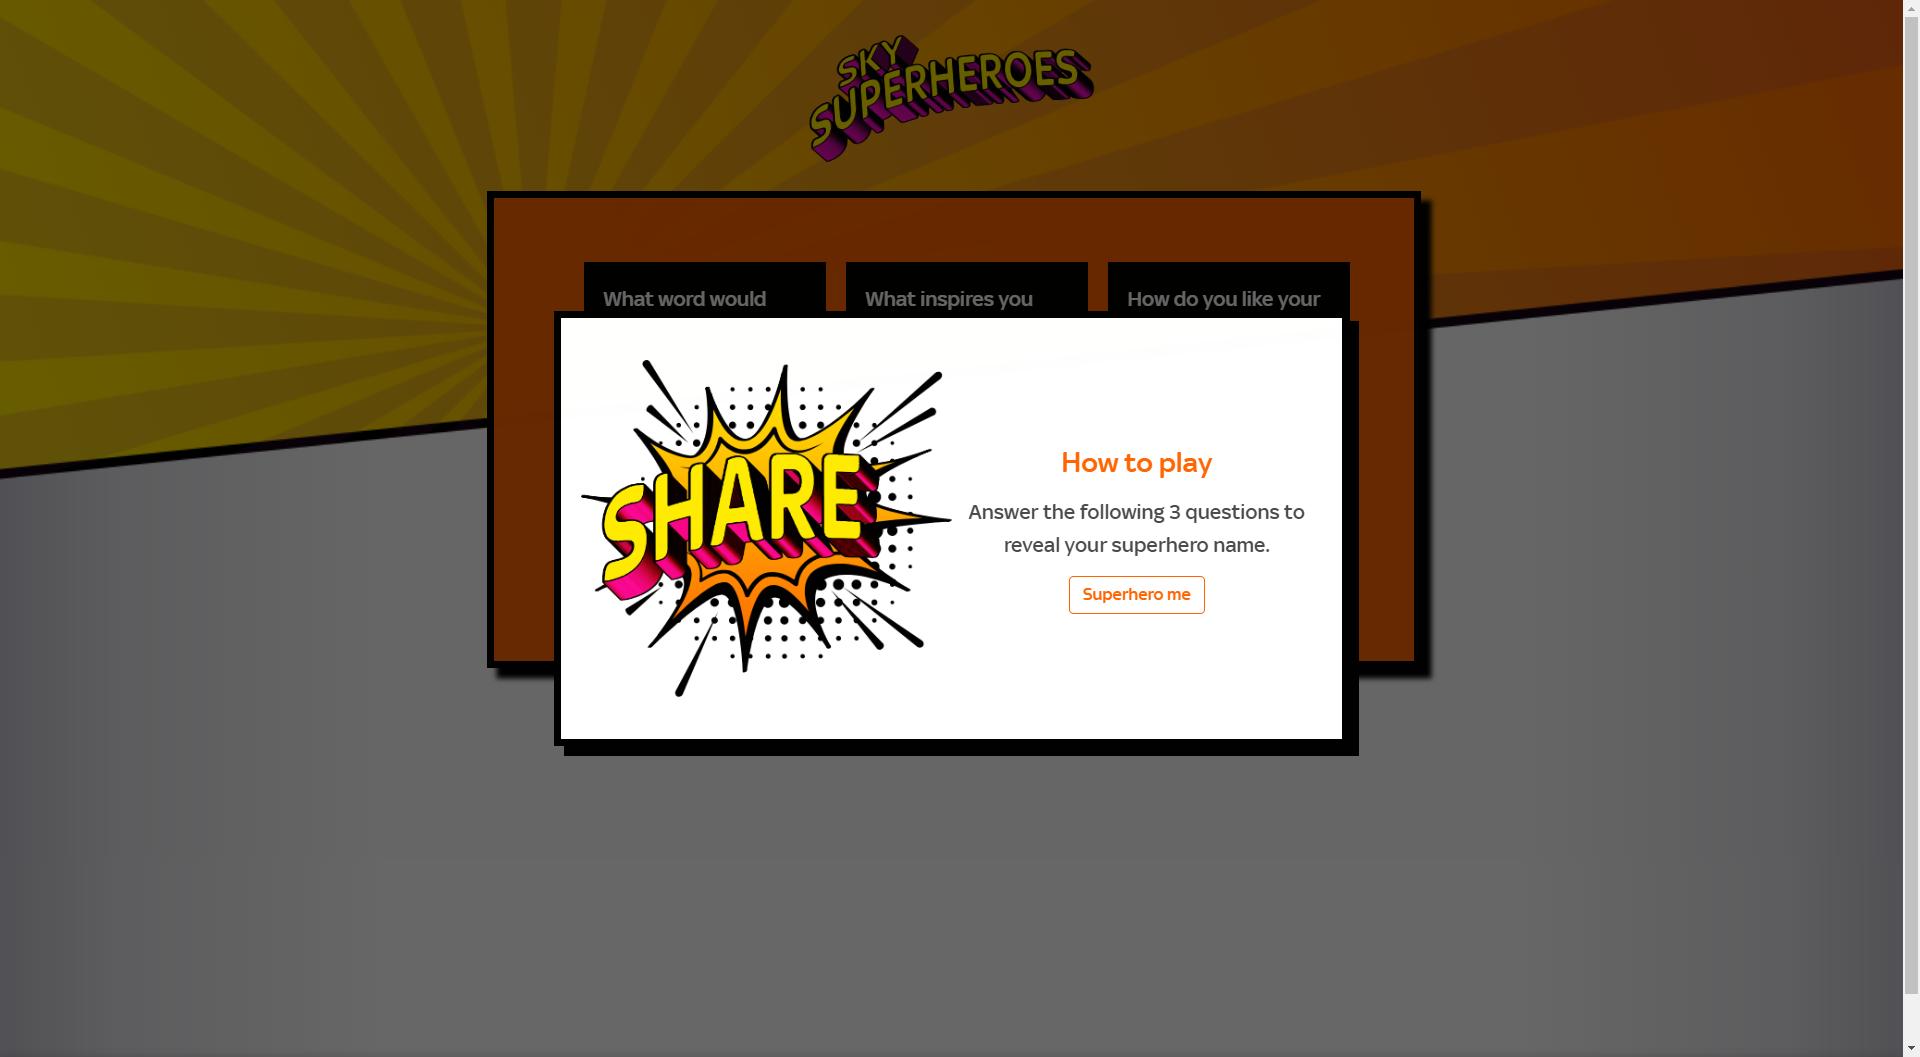 SKY
SUPERHEROES
What word would
What inspires you
How do you like your
SHARE
How to play
Answer the following 3 questions to
reveal your superhero name.
Superhero me